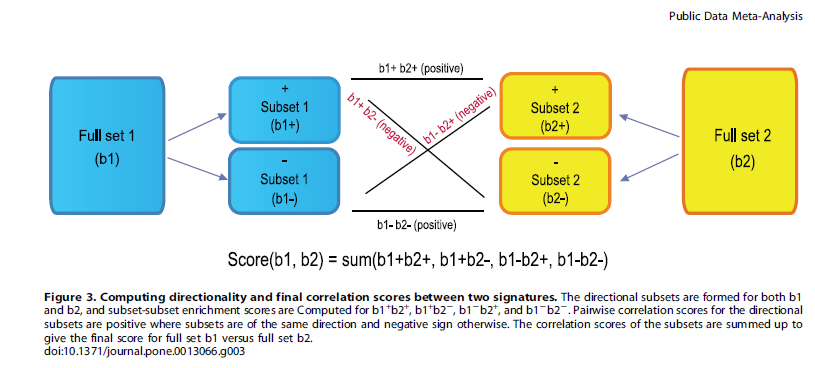 Public Data Meta-Analysis
b1+ b2+ (positive)
Full set 1
(b1)
+
Subset 1
(b1+)
-
Subset 1
(b1-)
b1+ b2- (negative)
b1- b2+ (negative)
+
Subset 2
(b2+)
-
Subset 2
(b2-)
Full set 2
(b2)
b1- b2- (positive)
Score(b1, b2) = sum(b1+b2+, b1+b2-, b1-b2+, b1-b2-)
Figure 3. Computing directionality and final correlation scores between two signatures. The directional subsets are formed for both b1
and b2, and subset-subset enrichment scores are Computed for b1⁺b2⁺, b1⁺b2⁻, b1⁻b2⁺, and b1⁻b2⁻. Pairwise correlation scores for the directional
subsets are positive where subsets are of the same direction and negative sign otherwise. The correlation scores of the subsets are summed up to
give the final score for full set b1 versus full set b2.
doi:10.1371/journal.pone.0013066.g003